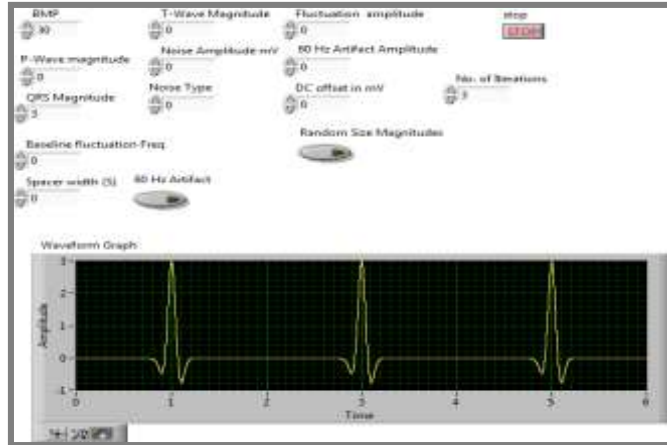 BMP T-Wave Magnitude Fluctuation amplitude stop
30 0 0 STOP
P-Wave magnitude Noise Amplitude mV 60 Hz Artifact Amplitude
0 0 0
QRS Magnitude Noise Type DC offset in mV No. of Iterations
3 0 0 3
Random Size Magnitudes
Baseline fluctuation-Freq
0
Spacer width (S) 60 Hz Artifact
0
Waveform Graph
Amplitude
3-
2-
1-
0-
-1-
0 1 2 3 4 5 6
Time